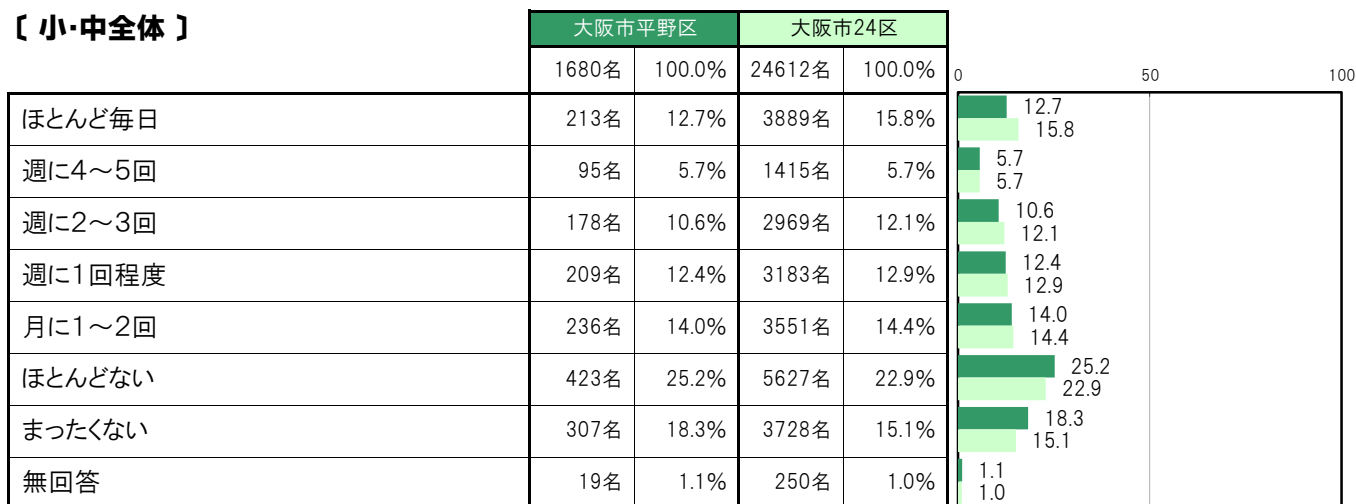 〔 小・中全体 〕
大阪市平野区 大阪市24区
1680名 100.0% 24612名 100.0% 0 50 100
ほとんど毎日 213名 12.7% 3889名 15.8% 12.7
15.8
週に4～5回 95名 5.7% 1415名 5.7% 5.7
5.7
週に2～3回 178名 10.6% 2969名 12.1% 10.6
12.1
週に1回程度 209名 12.4% 3183名 12.9% 12.4
12.9
月に1～2回 236名 14.0% 3551名 14.4% 14.0
14.4
ほとんどない 423名 25.2% 5627名 22.9% 25.2
22.9
まったくない 307名 18.3% 3728名 15.1% 18.3
15.1
無回答 19名 1.1% 250名 1.0% 1.1
1.0